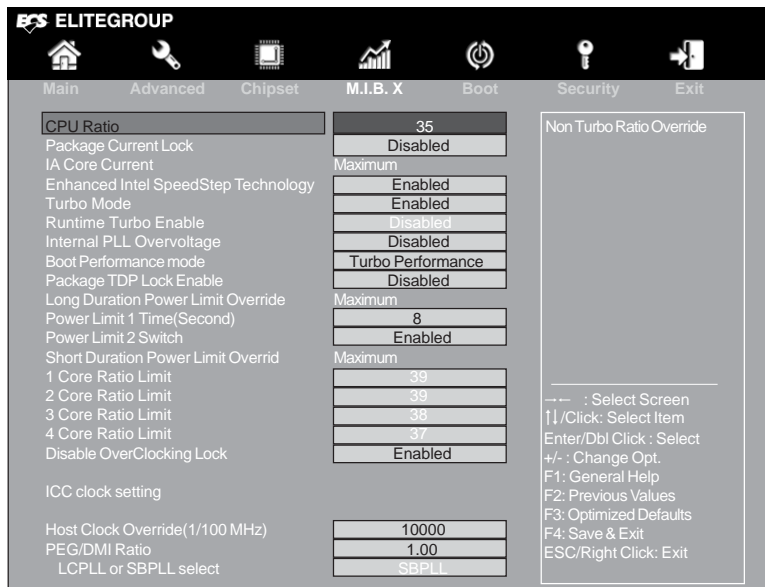 ECS ELITEGROUP
Main Advanced Chipset M.I.B. X Boot Security Exit
CPU Ratio 35
Package Current Lock Disabled
IA Core Current Maximum
Enhanced Intel SpeedStep Technology Enabled
Turbo Mode Enabled
Runtime Turbo Enable Disabled
Internal PLL Overvoltage Disabled
Boot Performance mode Turbo Performance
Package TDP Lock Enable Disabled
Long Duration Power Limit Override Maximum
Power Limit 1 Time(Second) 8
Power Limit 2 Switch Enabled
Short Duration Power Limit Overrid Maximum
1 Core Ratio Limit 39
2 Core Ratio Limit 39
3 Core Ratio Limit 38
4 Core Ratio Limit 37
Disable OverClocking Lock Enabled
ICC clock setting
Host Clock Override(1/100 MHz) 10000
PEG/DMI Ratio 1.00
LCPLL or SBPLL select SBPLL
Non Turbo Ratio Override
→← : Select Screen
↑↓/Click: Select Item
Enter/Dbl Click : Select
+/- : Change Opt.
F1: General Help
F2: Previous Values
F3: Optimized Defaults
F4: Save & Exit
ESC/Right Click: Exit